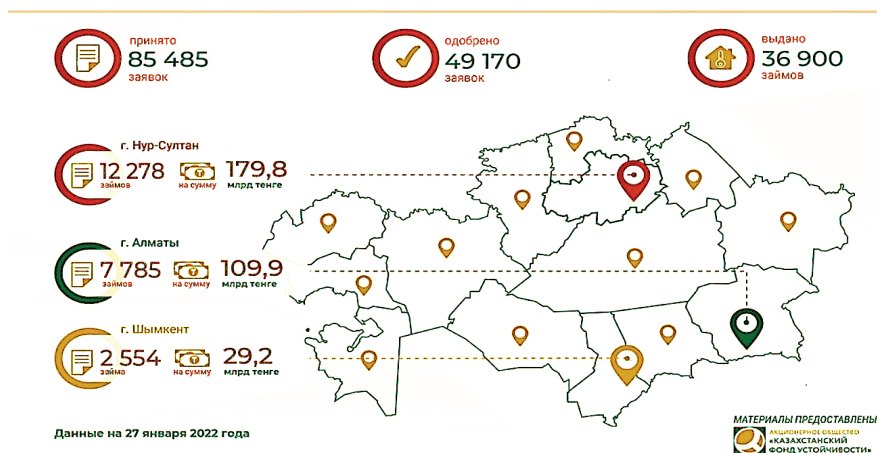 принято
85 485
заявок
одобрено
49 170
заявок
выдано
36 900
займов
г. Нур-Султан
12 278
займов
на сумму
179,8
млрд тенге
г. Алматы
7 785
займов
на сумму
109,9
млрд тенге
г. Шымкент
2 554
займа
на сумму
29,2
млрд тенге
Данные на 27 января 2022 года
МАТЕРИАЛЫ ПРЕДОСТАВЛЕНЫ
АКЦИОНЕРНОЕ ОБЩЕСТВО
«КАЗАХСТАНСКИЙ
ФОНД УСТОЙЧИВОСТИ»